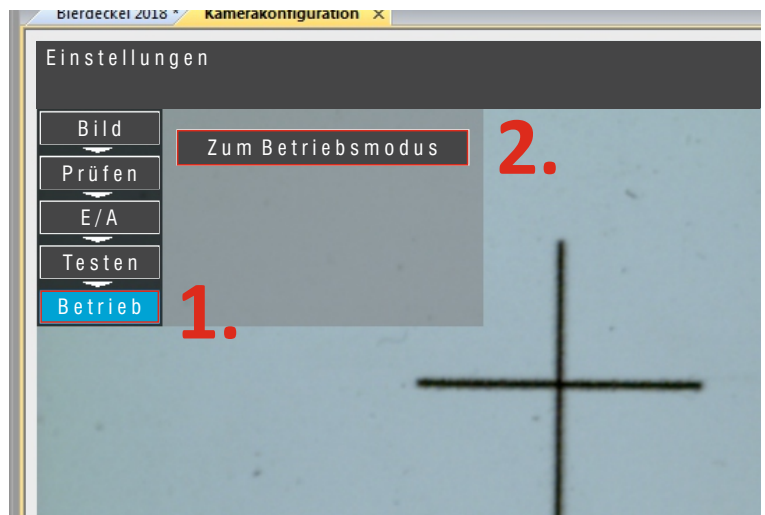 Bierdeckel 2018 * Kamerakonfiguration ×
Einstellungen
Bild
Zum Betriebsmodus
2.
Prüfen
E/A
Testen
Betrieb
1.